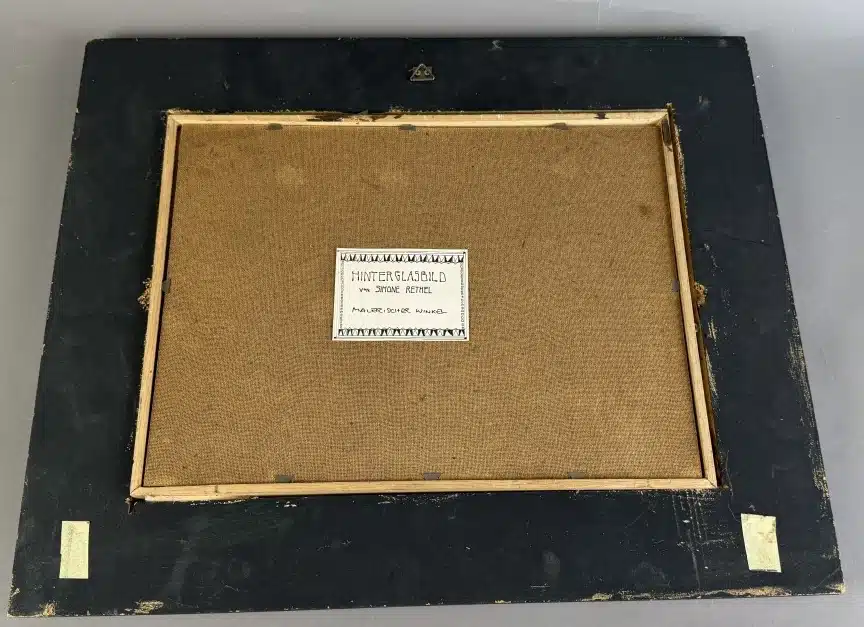 HINTERGLASBILD
von SIMONE RETHEL
MALERISCHER WINKEL